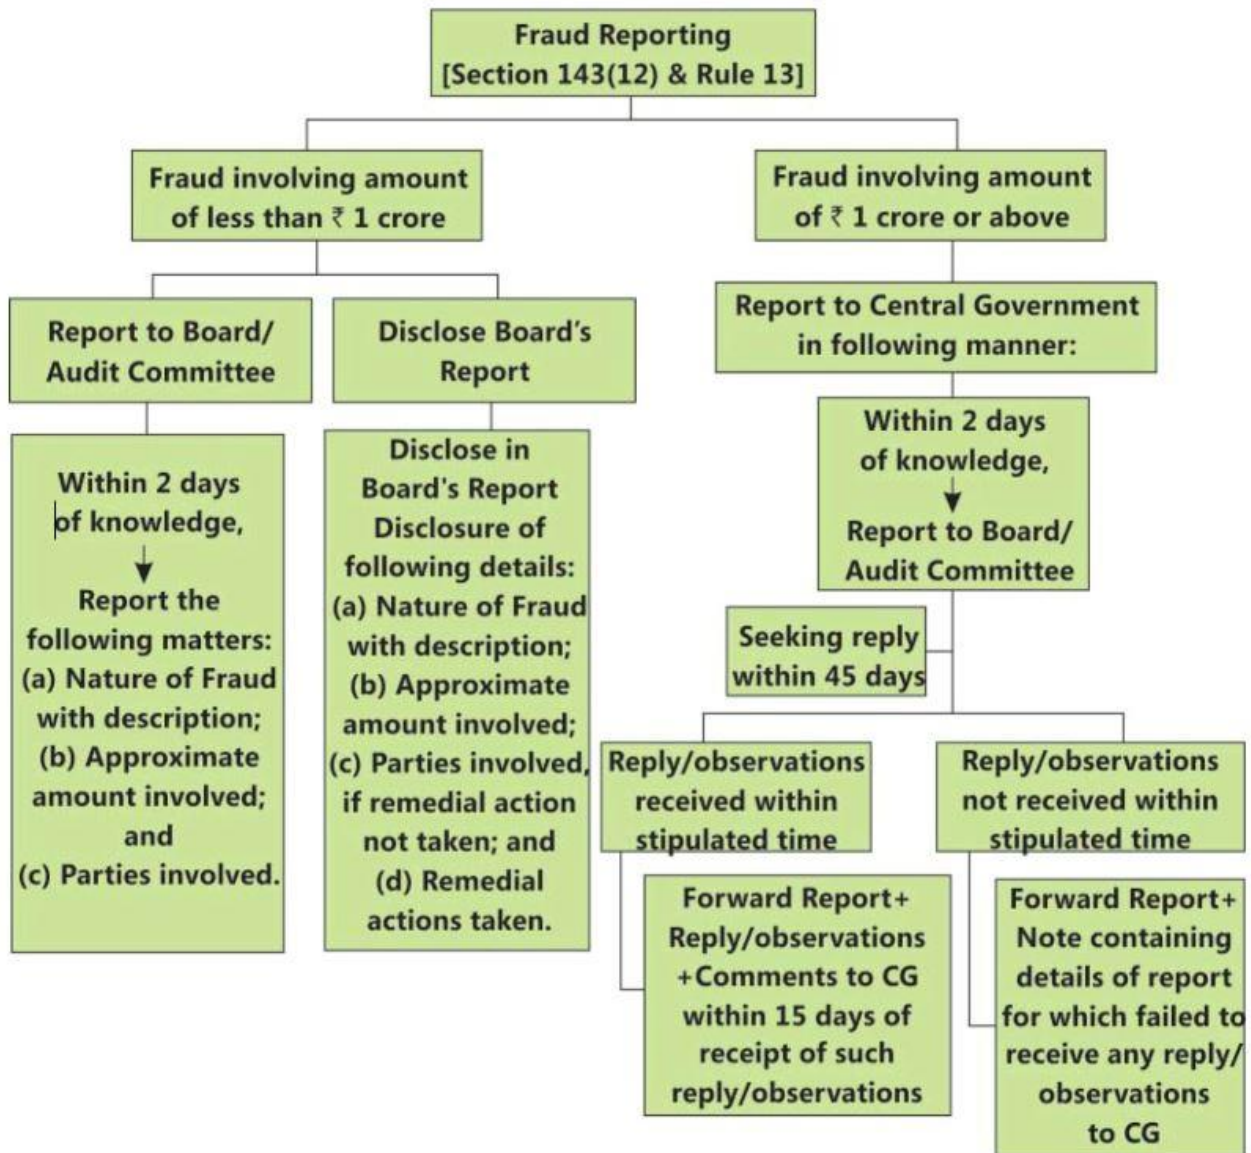 Fraud Reporting
[Section 143(12) & Rule 13]
Fraud involving amount
of less than ₹ 1 crore
Fraud involving amount
of ₹ 1 crore or above
Report to Board/
Audit Committee
Disclose Board's
Report
Report to Central Government
in following manner:
Within 2 days
of knowledge,
Report the
following matters:
(a) Nature of Fraud
with description;
(b) Approximate
amount involved;
and
(c) Parties involved.
Disclose in
Board's Report
Disclosure of
following details:
(a) Nature of Fraud
with description;
(b) Approximate
amount involved;
(c) Parties involved,
if remedial action
not taken; and
(d) Remedial
actions taken.
Within 2 days
of knowledge,
Report to Board/
Audit Committee
Seeking reply
within 45 days
Reply/observations
received within
stipulated time
Reply/observations
not received within
stipulated time
Forward Report+
Reply/observations
+Comments to CG
within 15 days of
receipt of such
reply/observations
Forward Report+
Note containing
details of report
for which failed to
receive any reply/
observations
to CG